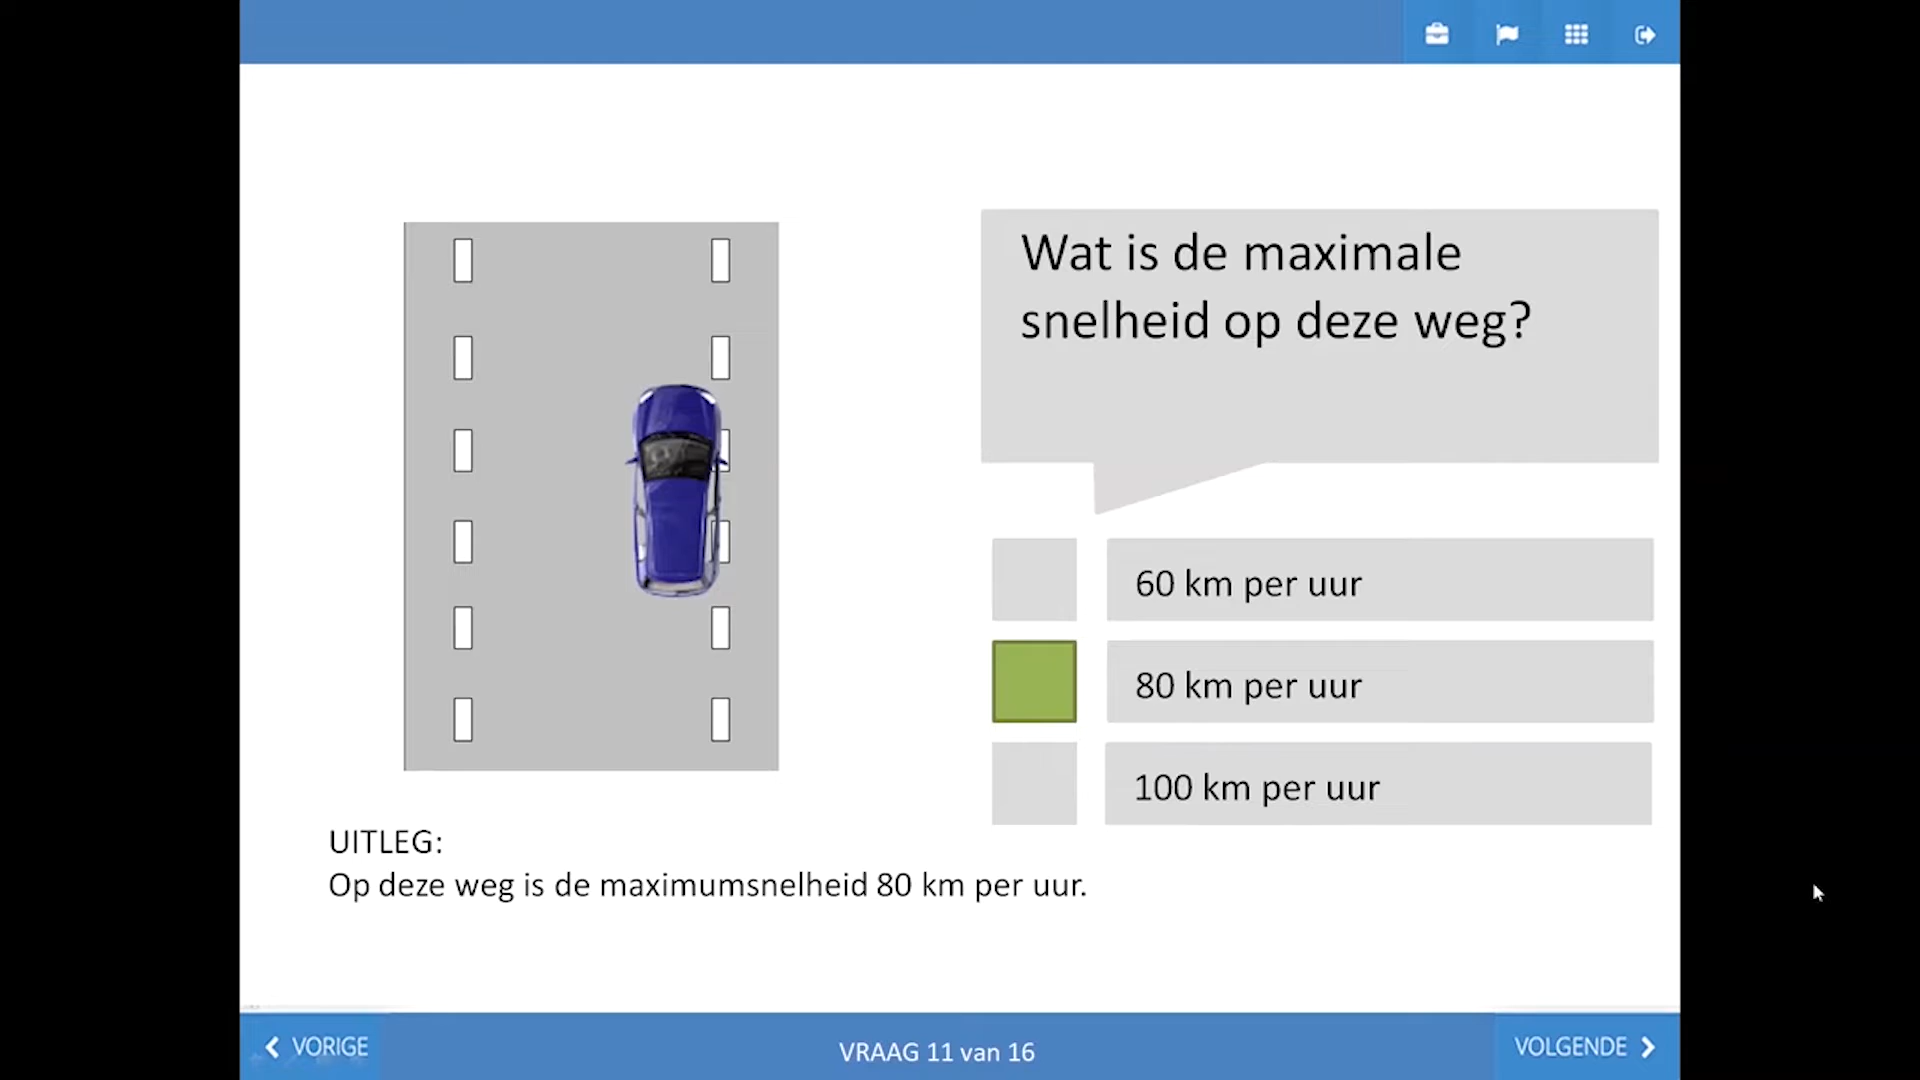 Wat is de maximale
snelheid op deze weg?
60 km per uur
80 km per uur
100 km per uur
UITLEG:
Op deze weg is de maximumsnelheid 80 km per uur.
VORIGE
VRAAG 11 van 16
VOLGENDE